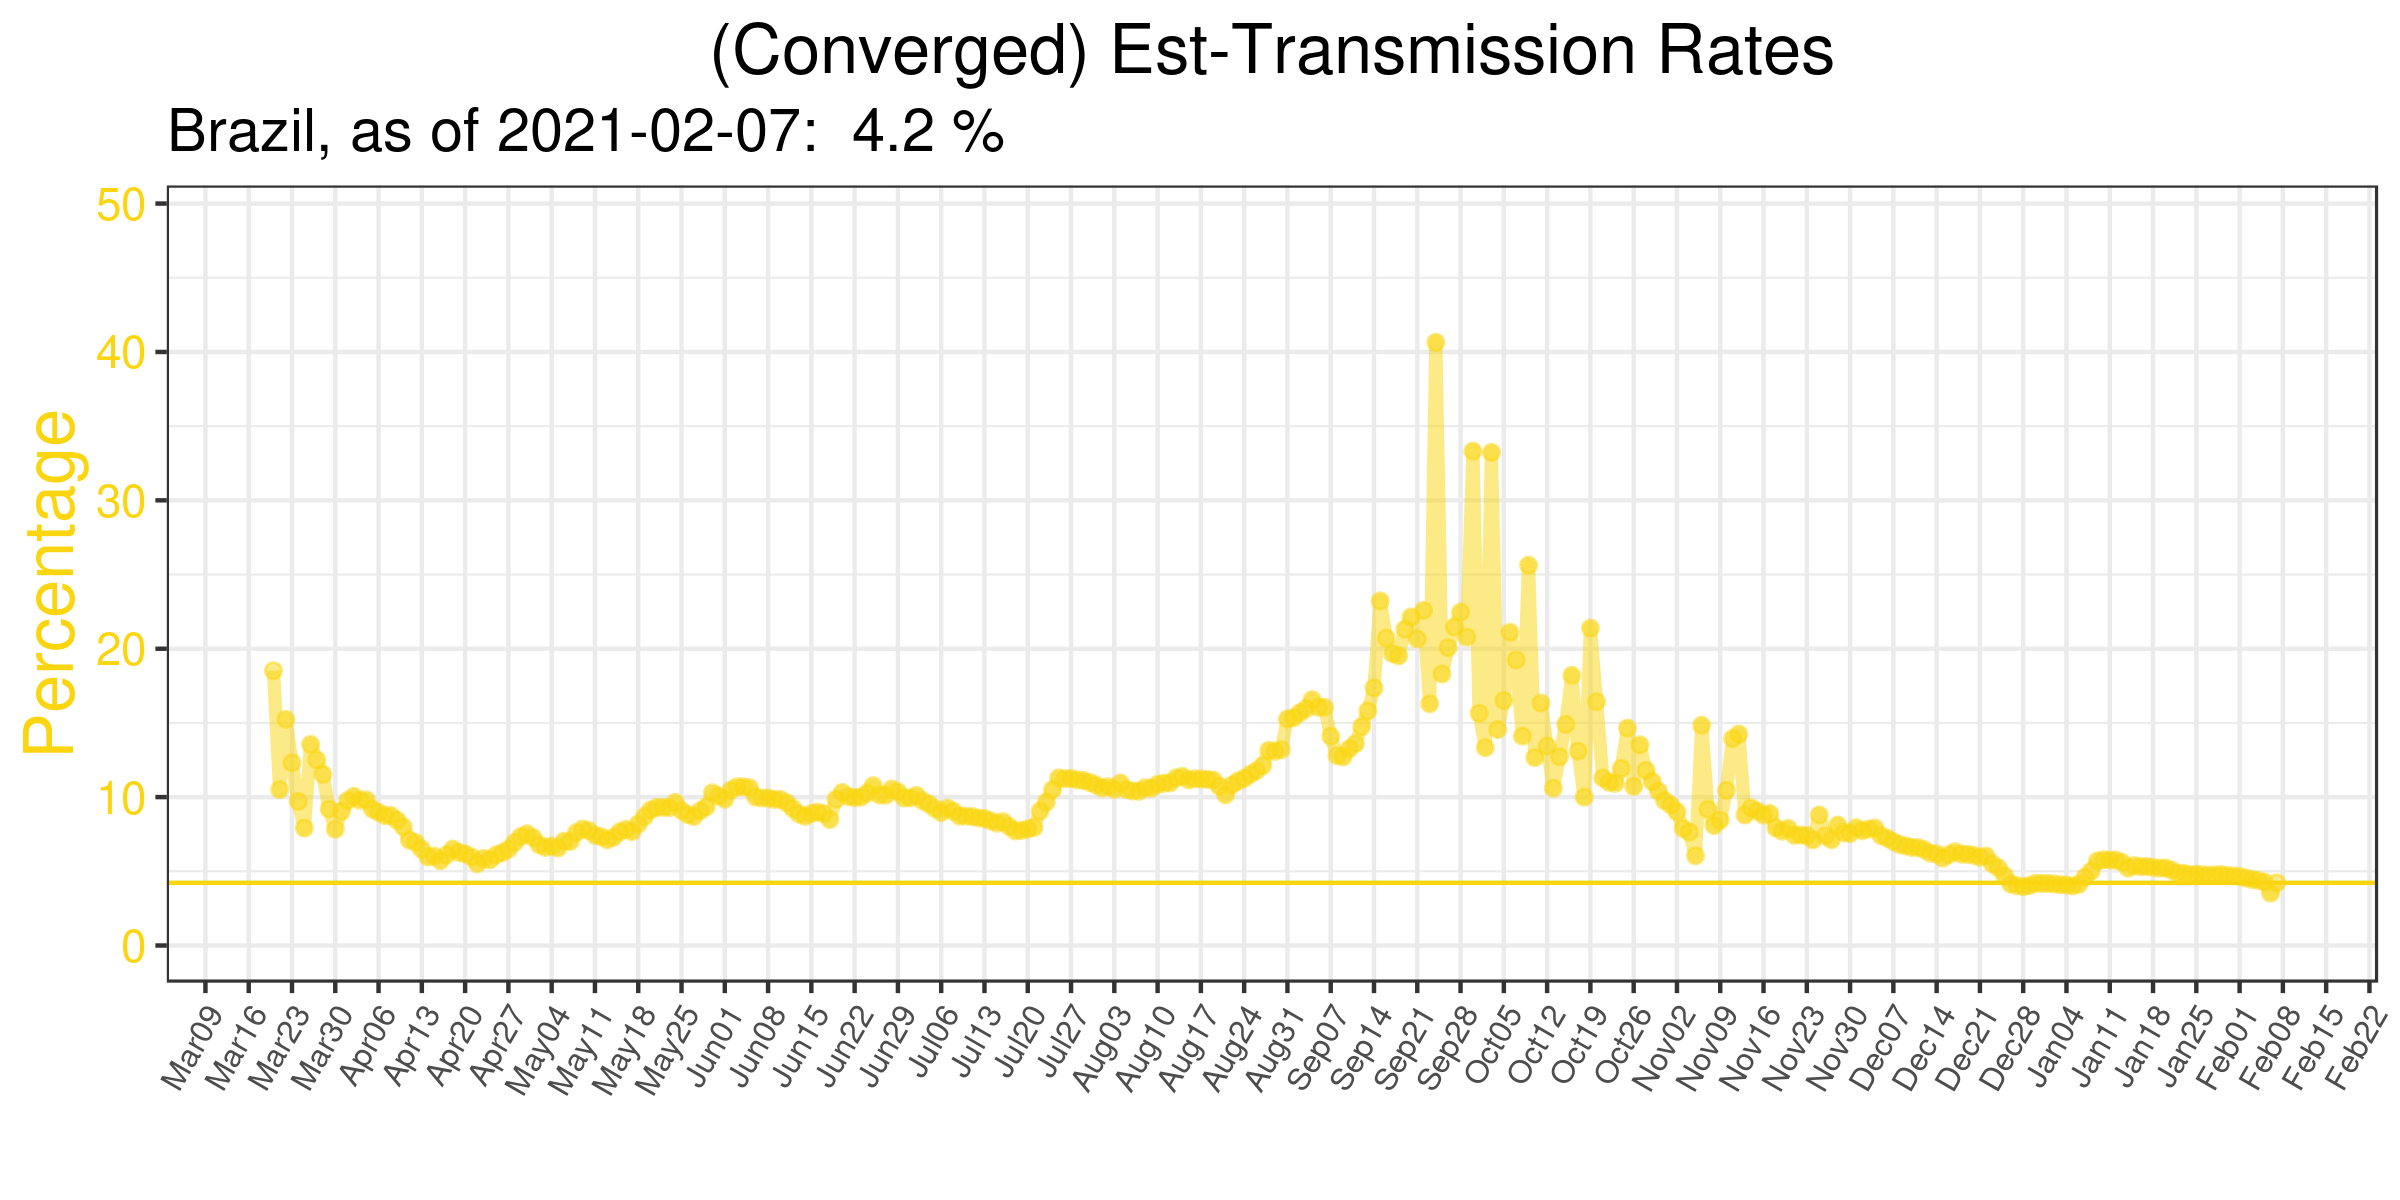 (Converged) Est-Transmission Rates
Brazil, as of 2021-02-07:  4.2 %
Percentage
50
40
30
20
10
0
Mar09
Mar16
Mar23
Mar30
Apr06
Apr13
Apr20
Apr27
May04
May11
May18
May25
Jun01
Jun08
Jun15
Jun22
Jun29
Jul06
Jul13
Jul20
Jul27
Aug03
Aug10
Aug17
Aug24
Aug31
Sep07
Sep14
Sep21
Sep28
Oct05
Oct12
Oct19
Oct26
Nov02
Nov09
Nov16
Nov23
Nov30
Dec07
Dec14
Dec21
Dec28
Jan04
Jan11
Jan18
Jan25
Feb01
Feb08
Feb15
Feb22